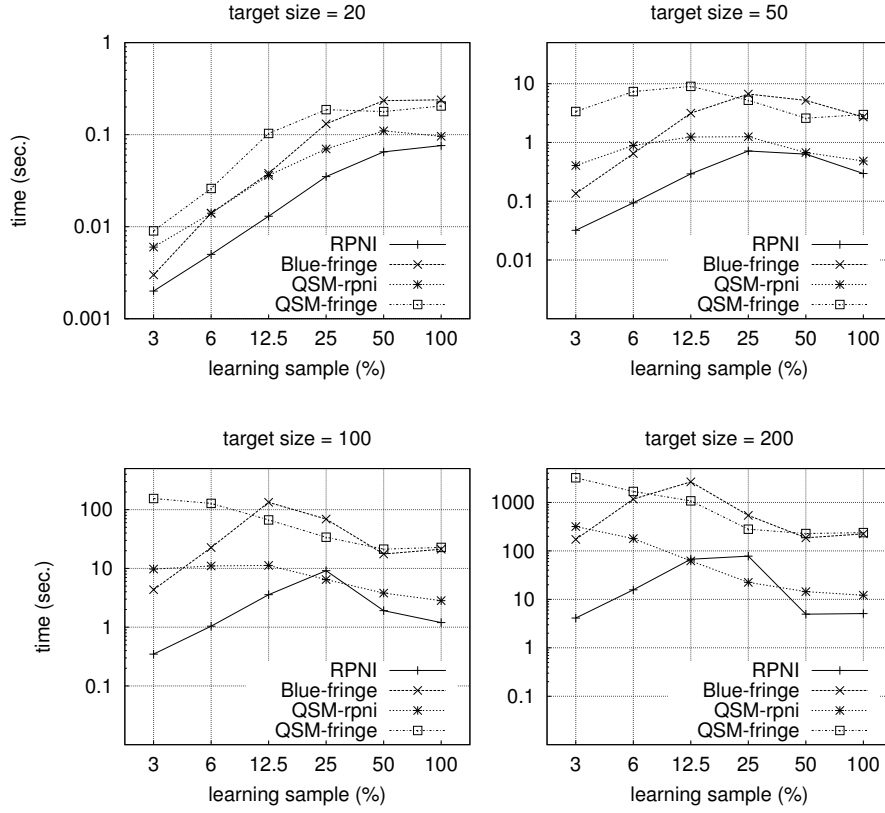 target size = 20
1
0.1
0.01
0.001
time (sec.)
RPNI
Blue-fringe
QSM-rpni
QSM-fringe
3 6 12.5 25 50 100
learning sample (%)
target size = 50
10
1
0.1
0.01
RPNI
Blue-fringe
QSM-rpni
QSM-fringe
3 6 12.5 25 50 100
learning sample (%)
target size = 100
100
10
1
0.1
time (sec.)
RPNI
Blue-fringe
QSM-rpni
QSM-fringe
3 6 12.5 25 50 100
learning sample (%)
target size = 200
1000
100
10
1
0.1
RPNI
Blue-fringe
QSM-rpni
QSM-fringe
3 6 12.5 25 50 100
learning sample (%)